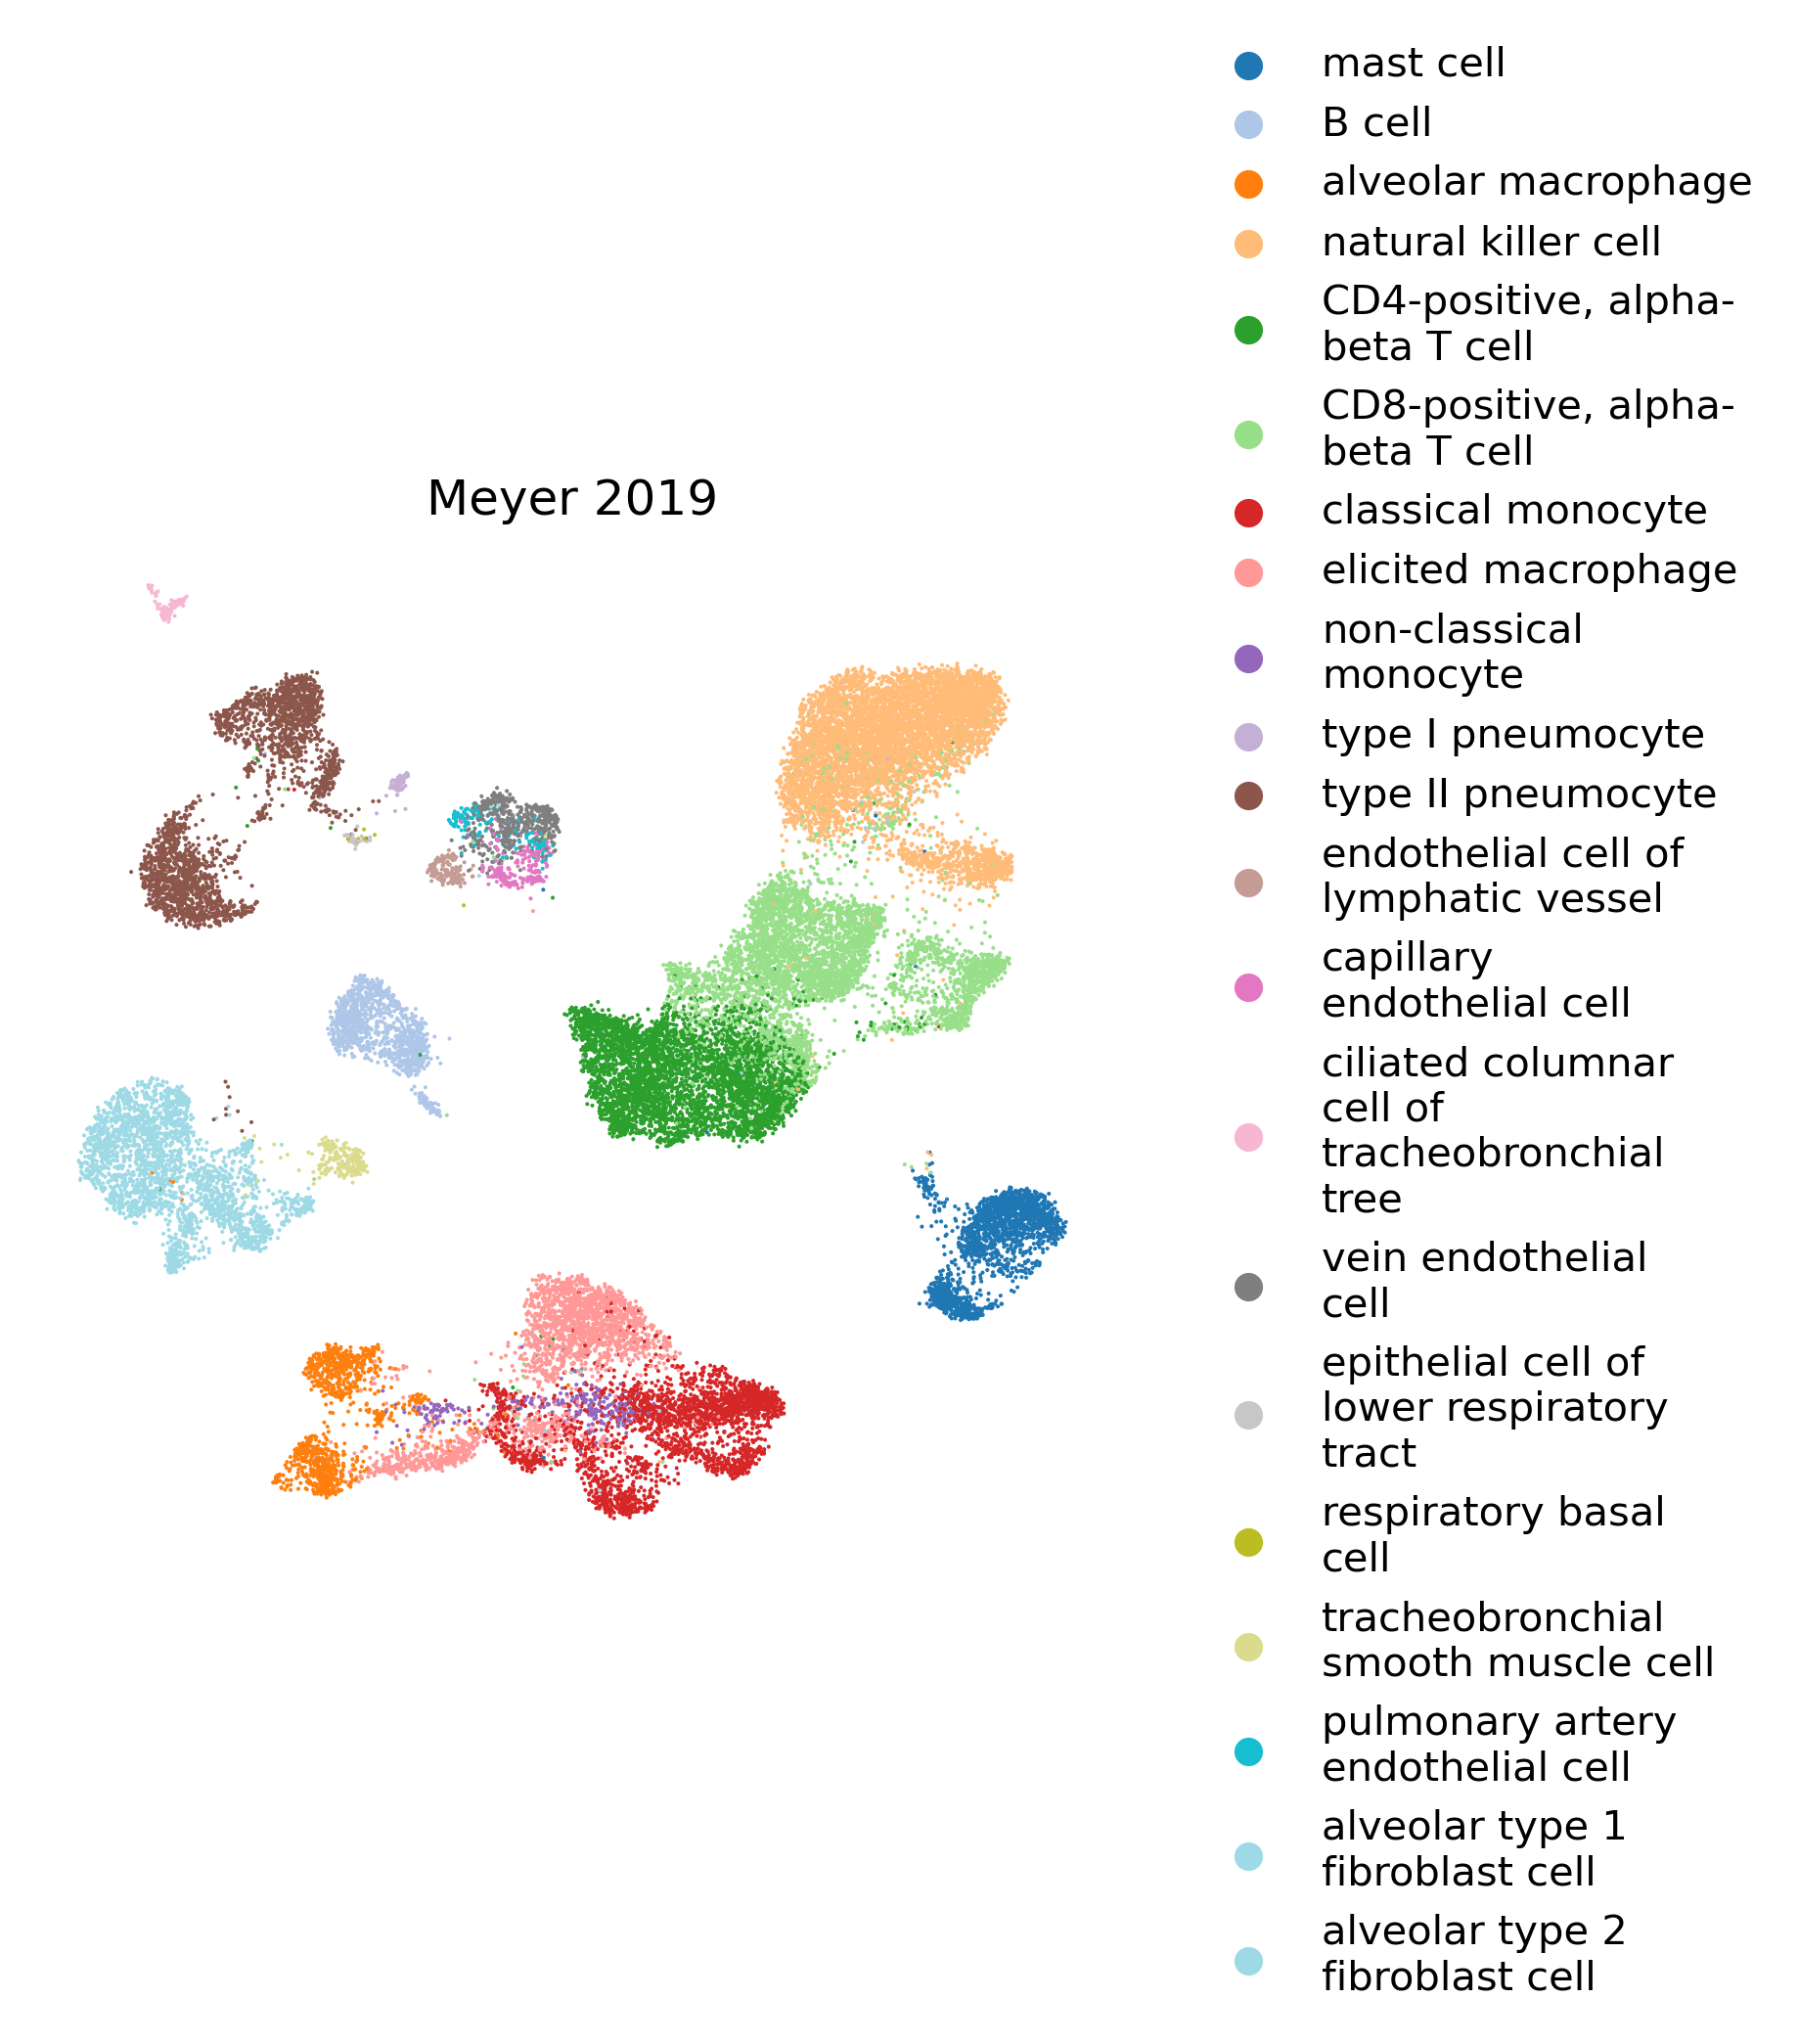 Meyer 2019
mast cell
B cell
alveolar macrophage
natural killer cell
CD4-positive, alpha-
beta T cell
CD8-positive, alpha-
beta T cell
classical monocyte
elicited macrophage
non-classical
monocyte
type I pneumocyte
type II pneumocyte
endothelial cell of
lymphatic vessel
capillary
endothelial cell
ciliated columnar
cell of
tracheobronchial
tree
vein endothelial
cell
epithelial cell of
lower respiratory
tract
respiratory basal
cell
tracheobronchial
smooth muscle cell
pulmonary artery
endothelial cell
alveolar type 1
fibroblast cell
alveolar type 2
fibroblast cell